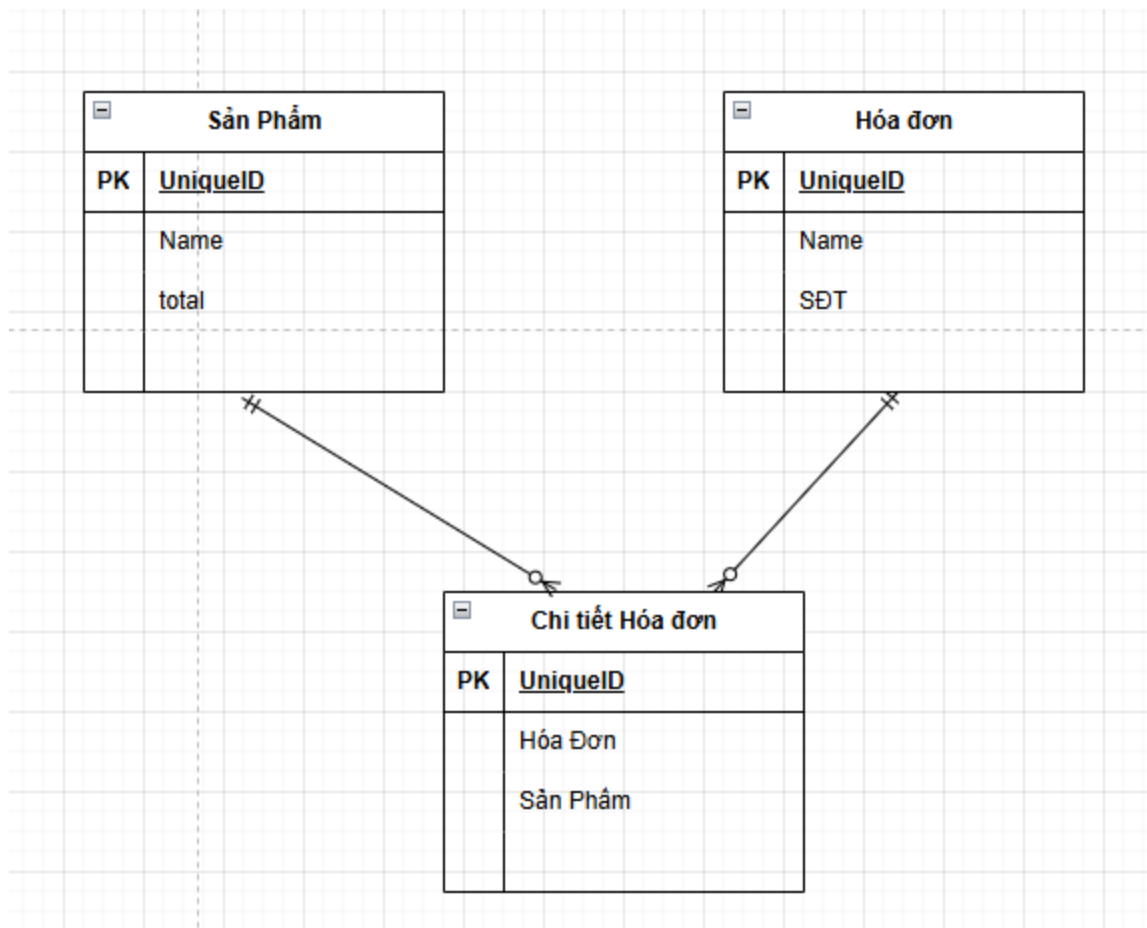 Sản Phẩm
PK UniqueID
Name
total
Hóa đơn
PK UniqueID
Name
SĐT
Chi tiết Hóa đơn
PK UniqueID
Hóa Đơn
Sản Phẩm